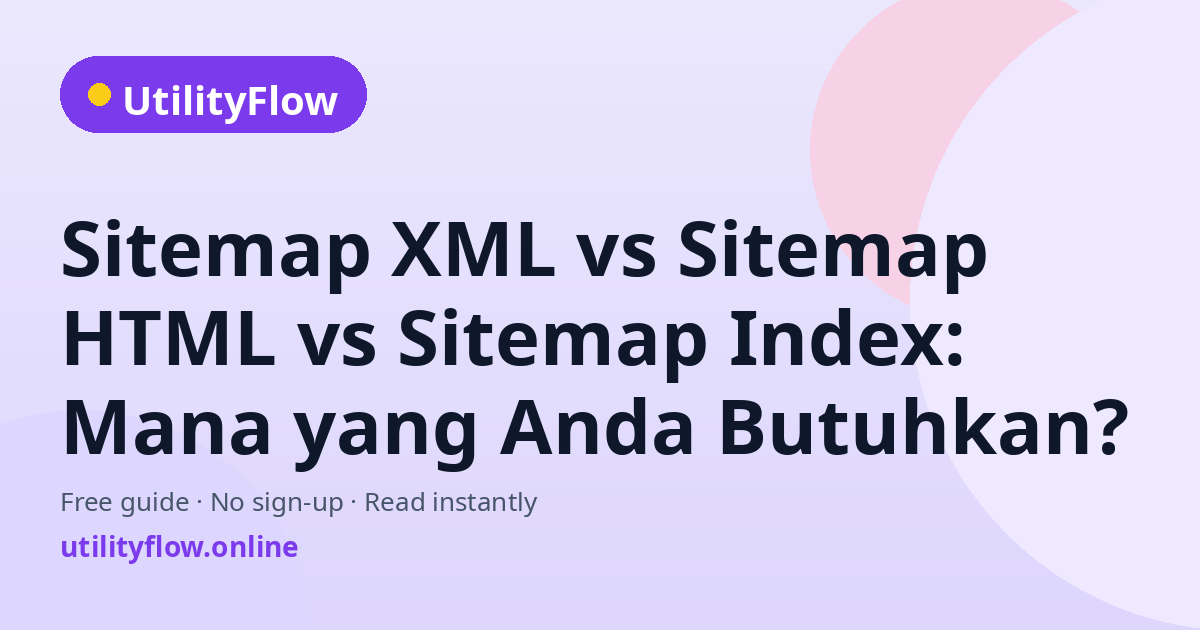 UtilityFlow
Sitemap XML vs Sitemap
HTML vs Sitemap Index:
Mana yang Anda Butuhkan?
Free guide · No sign-up · Read instantly
utilityflow.online